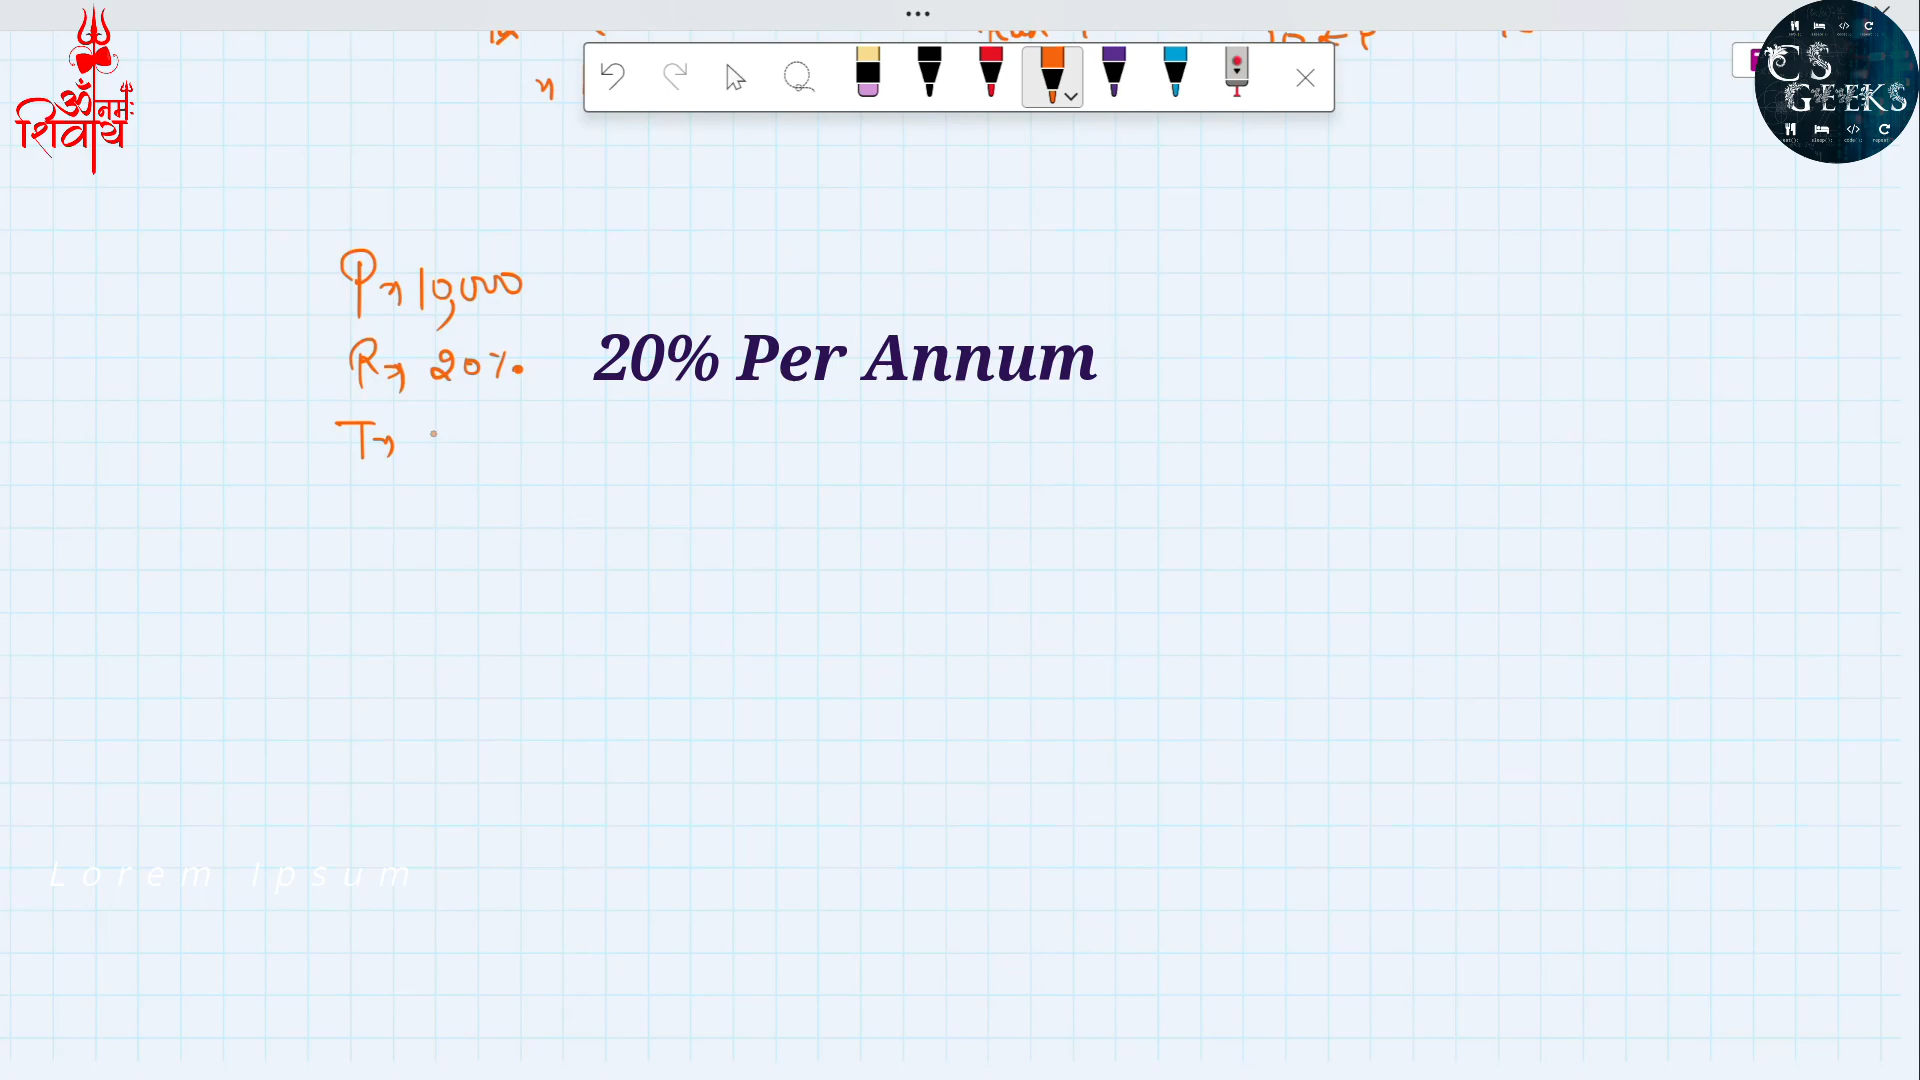 ॐ नमः
शिवाय
CS
GEEKS
P → 10,000
R → 20%.
20% Per Annum
T →
Lorem Ipsum